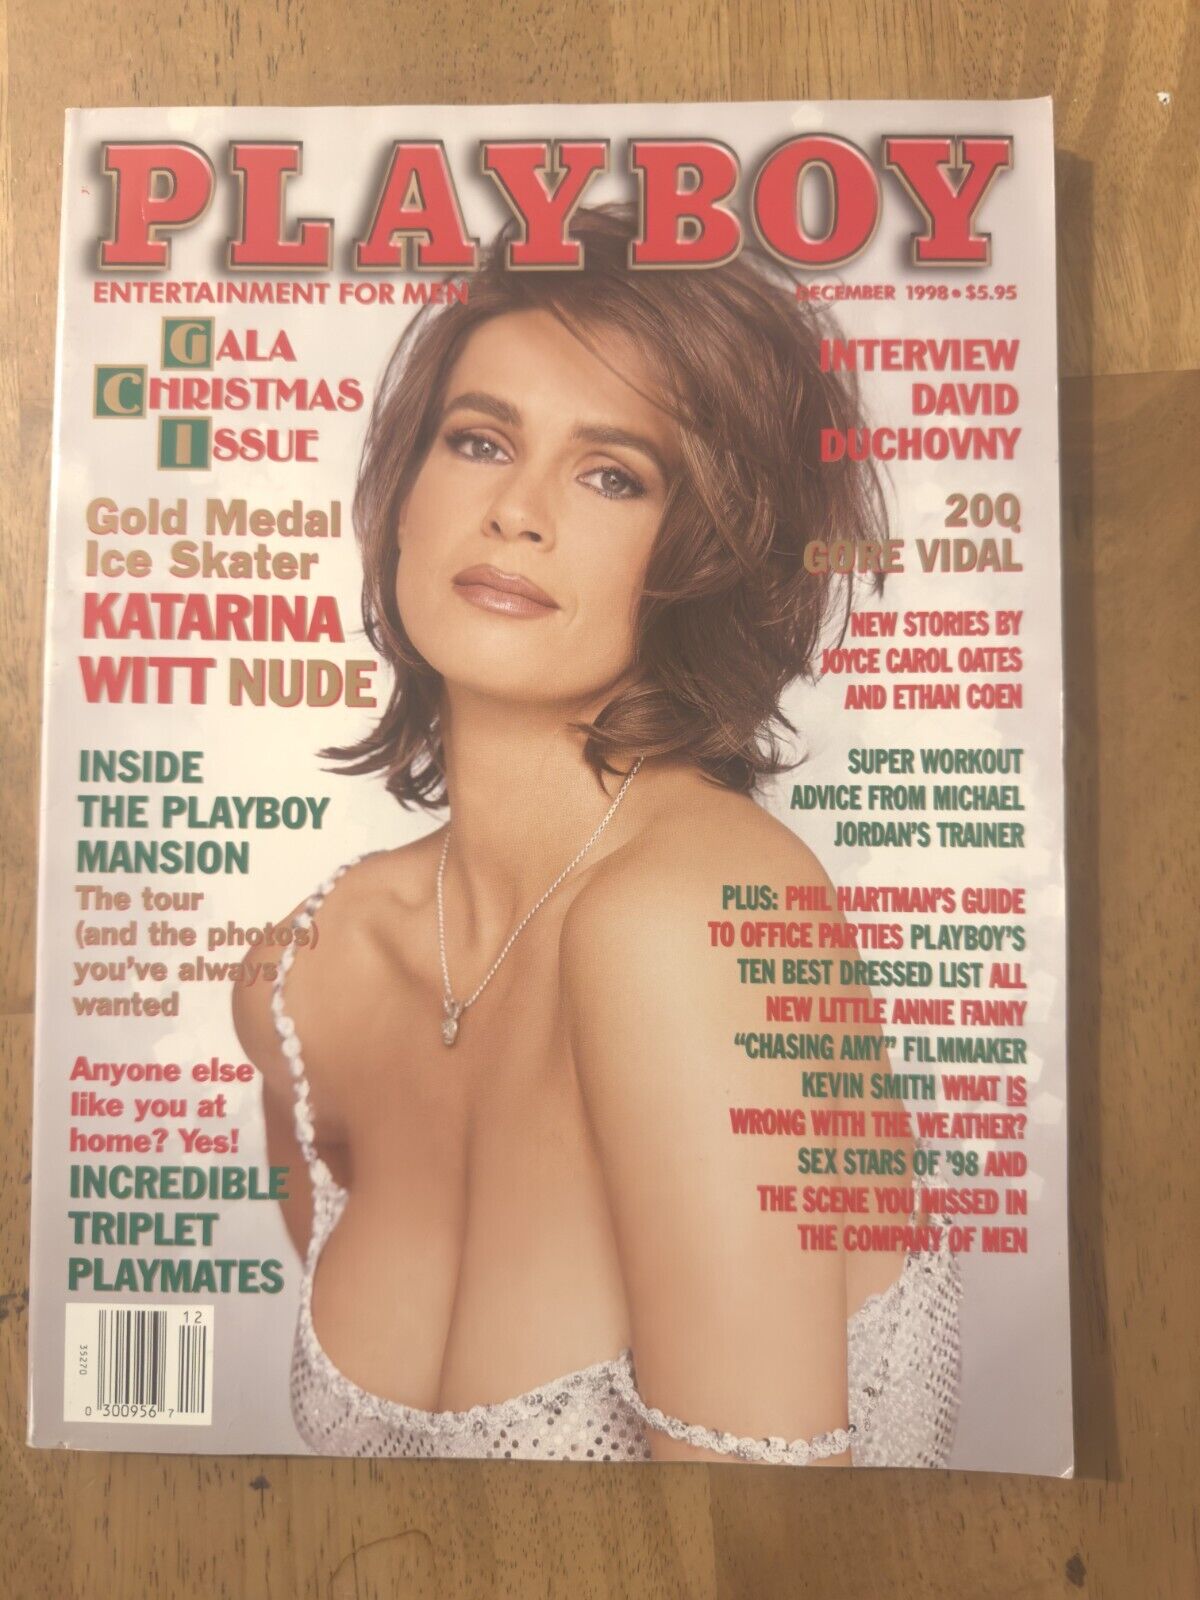 PLAYBOY
ENTERTAINMENT FOR MEN
DECEMBER 1998 • $5.95
GALA
CHRISTMAS
ISSUE
Gold Medal
Ice Skater
KATARINA
WITT NUDE
INSIDE
THE PLAYBOY
MANSION
The tour
(and the photos)
you've always
wanted
Anyone else
like you at
home? Yes!
INCREDIBLE
TRIPLET
PLAYMATES
INTERVIEW
DAVID
DUCHOVNY
20Q
GORE VIDAL
NEW STORIES BY
JOYCE CAROL OATES
AND ETHAN COEN
SUPER WORKOUT
ADVICE FROM MICHAEL
JORDAN'S TRAINER
PLUS: PHIL HARTMAN'S GUIDE
TO OFFICE PARTIES PLAYBOY'S
TEN BEST DRESSED LIST ALL
NEW LITTLE ANNIE FANNY
"CHASING AMY" FILMMAKER
KEVIN SMITH WHAT IS
WRONG WITH THE WEATHER?
SEX STARS OF '98 AND
THE SCENE YOU MISSED IN
THE COMPANY OF MEN
12
35270
0 300956 7